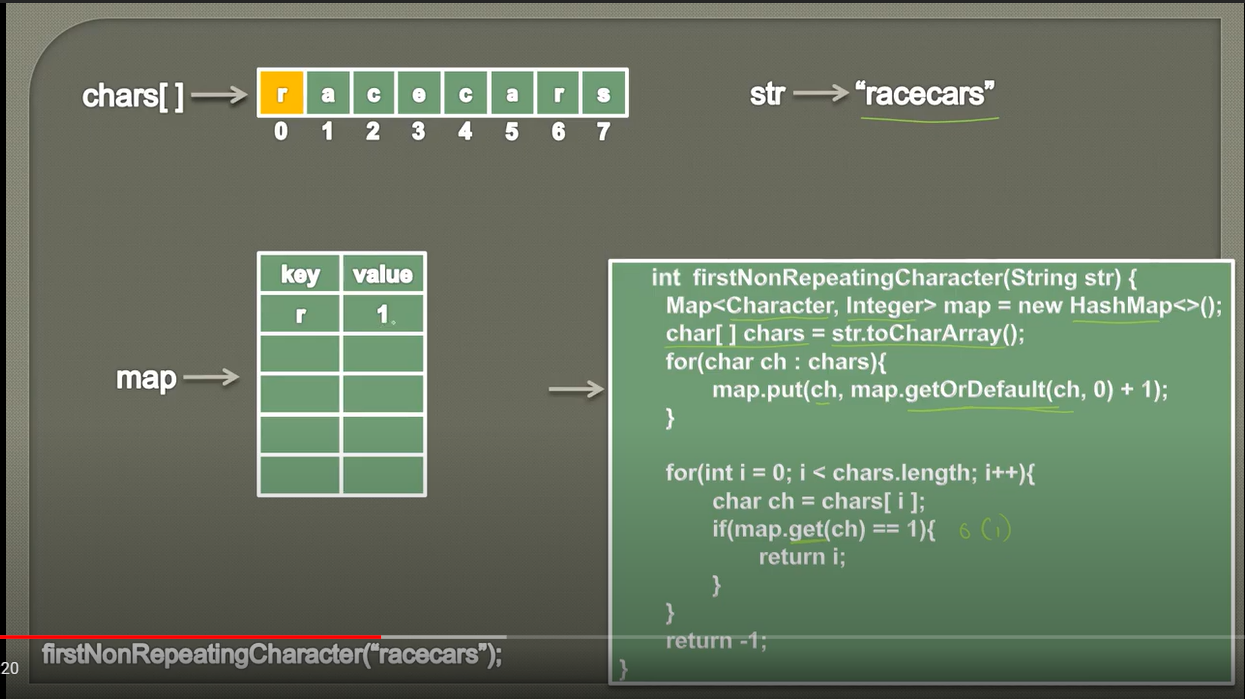 chars[ ]
r a c e c a r s
0 1 2 3 4 5 6 7
str
“racecars”
key value
r 1
map
int firstNonRepeatingCharacter(String str) {
Map<Character, Integer> map = new HashMap<>();
char[ ] chars = str.toCharArray();
for(char ch : chars){
map.put(ch, map.getOrDefault(ch, 0) + 1);
}
for(int i = 0; i < chars.length; i++){
char ch = chars[ i ];
if(map.get(ch) == 1){ o (1)
return i;
}
}
return -1;
}
firstNonRepeatingCharacter(“racecars”);
20